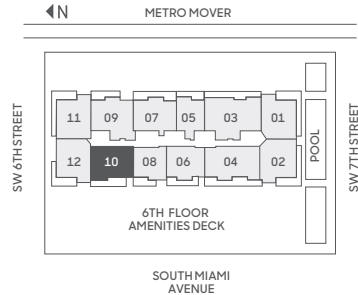 N
METRO MOVER
SW 6TH STREET
11 09 07 05 03 01
12 10 08 06 04 02
POOL
SW 7TH STREET
6TH FLOOR
AMENITIES DECK
SOUTH MIAMI
AVENUE